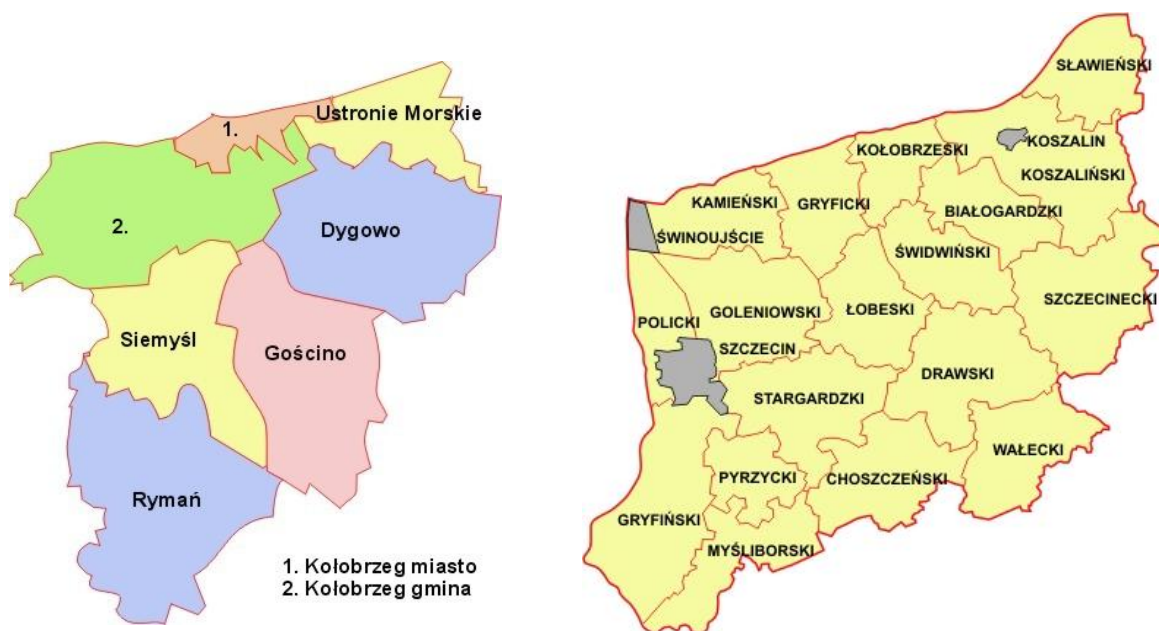 Ustronie Morskie
1.
2.
Dygowo
Siemyśl
Gościno
Rymań
1. Kołobrzeg miasto
2. Kołobrzeg gmina
SŁAWIEŃSKI
KOSZALIN
KOŁOBRZESKI
KOSZALIŃSKI
KAMIEŃSKI
GRYFICKI
BIAŁOGARDZKI
ŚWINOUJŚCIE
ŚWIDWIŃSKI
SZCZECINECKI
GOLENIOWSKI
ŁOBESKI
POLICKI
SZCZECIN
DRAWSKI
STARGARDZKI
WAŁECKI
PYRZYCKI
CHOSZCZEŃSKI
GRYFIŃSKI
MYŚLIBORSKI